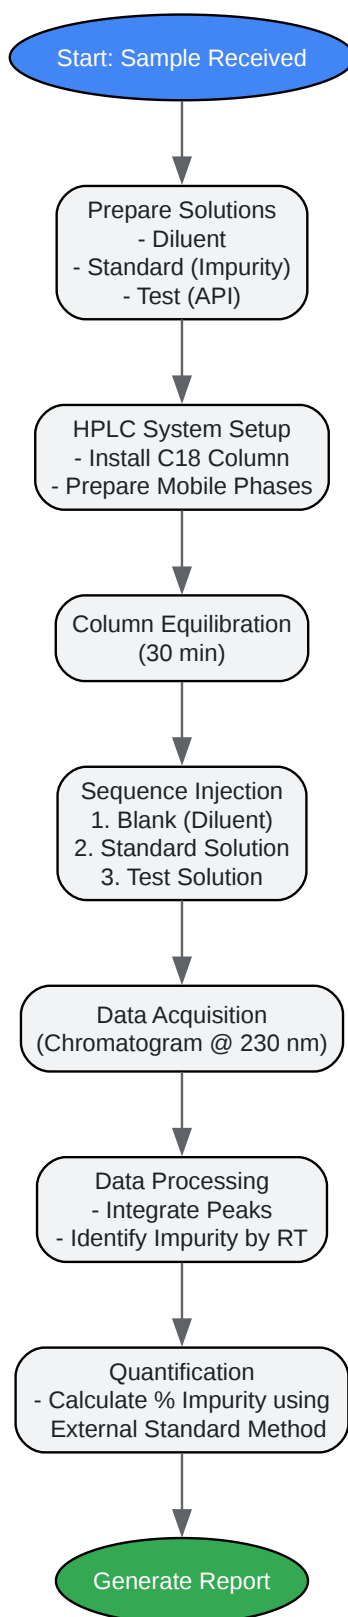 Start: Sample Received
Prepare Solutions
- Diluent
- Standard (Impurity)
- Test (API)
HPLC System Setup
- Install C18 Column
- Prepare Mobile Phases
Column Equilibration
(30 min)
Sequence Injection
1. Blank (Diluent)
2. Standard Solution
3. Test Solution
Data Acquisition
(Chromatogram @ 230 nm)
Data Processing
- Integrate Peaks
- Identify Impurity by RT
Quantification
- Calculate % Impurity using
External Standard Method
Generate Report